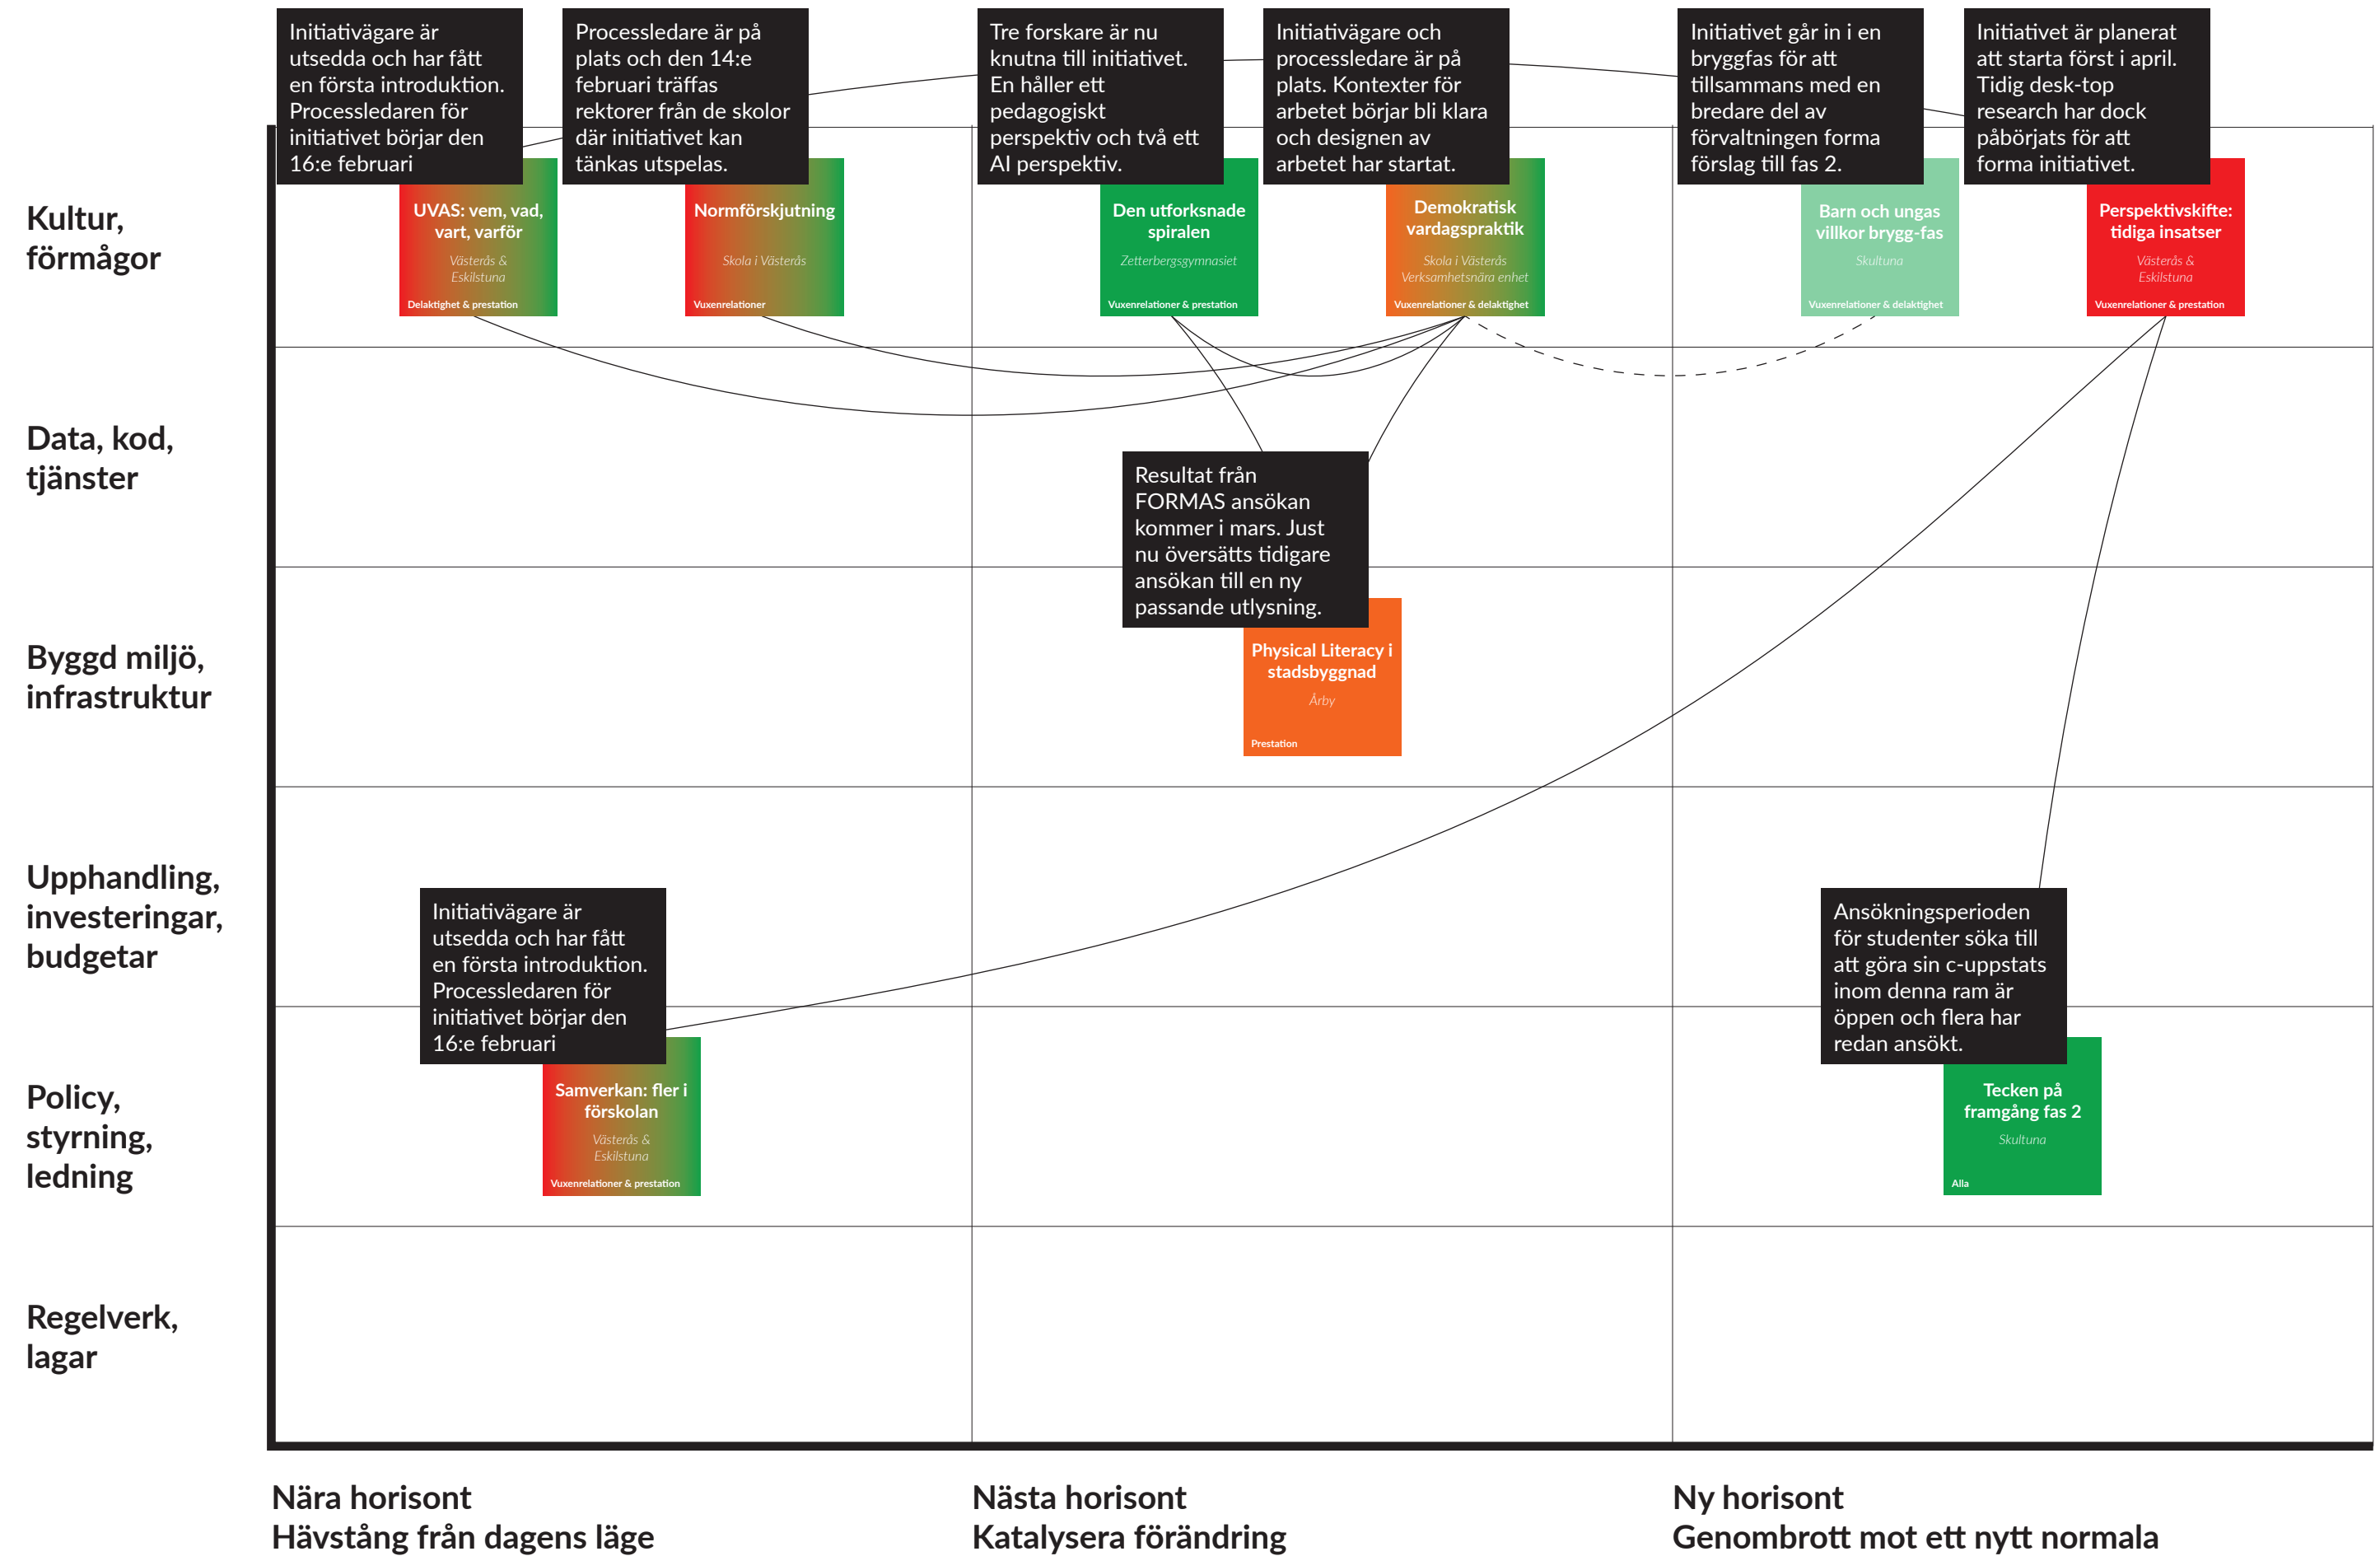 Initiativägare är
utsedda och har fått
en första introduktion.
Processledaren för
initiativet börjar den
16:e februari
Processledare är på
plats och den 14:e
februari träffas
rektorer från de skolor
där initiativet kan
tänkas utspelas.
Tre forskare är nu
knutna till initiativet.
En håller ett
pedagogiskt
perspektiv och två ett
AI perspektiv.
Initiativägare och
processledare är på
plats. Kontexter för
arbetet börjar bli klara
och designen av
arbetet har startat.
Initiativet går in i en
bryggfas för att
tillsammans med en
bredare del av
förvaltningen forma
förslag till fas 2.
Initiativet är planerat
att starta först i april.
Tidig desk-top
research har dock
påbörjats för att
forma initiativet.
Kultur,
förmågor
UVAS: vem, vad,
vart, varför
Västerås &
Eskilstuna
Delaktighet & prestation
Normförskjutning
Skola i Västerås
Vuxenrelationer
Den utforksnade
spiralen
Zetterbergsgymnasiet
Vuxenrelationer & prestation
Demokratisk
vardagspraktik
Skola i Västerås
Verksamhetsnära enhet
Vuxenrelationer & delaktighet
Barn och ungas
villkor brygg-fas
Skultuna
Vuxenrelationer & delaktighet
Perspektivskifte:
tidiga insatser
Västerås &
Eskilstuna
Vuxenrelationer & prestation
Data, kod,
tjänster
Resultat från
FORMAS ansökan
kommer i mars. Just
nu översätts tidigare
ansökan till en ny
passande utlysning.
Byggd miljö,
infrastruktur
Physical Literacy i
stadsbyggnad
Årby
Prestation
Upphandling,
investeringar,
budgetar
Initiativägare är
utsedda och har fått
en första introduktion.
Processledaren för
initiativet börjar den
16:e februari
Ansökningsperioden
för studenter söka till
att göra sin c-uppstats
inom denna ram är
öppen och flera har
redan ansökt.
Policy,
styrning,
ledning
Samverkan: fler i
förskolan
Västerås &
Eskilstuna
Vuxenrelationer & prestation
Tecken på
framgång fas 2
Skultuna
Alla
Regelverk,
lagar
Nära horisont
Hävstång från dagens läge
Nästa horisont
Katalysera förändring
Ny horisont
Genombrott mot ett nytt normala